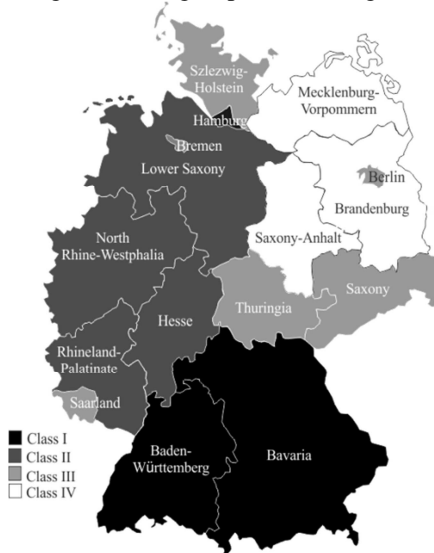 Szlezwig-
Holstein
Mecklenburg-
Vorpommern
Hamburg
Bremen
Lower Saxony
Berlin
Brandenburg
Saxony-Anhalt
North
Rhine-Westphalia
Saxony
Thuringia
Hesse
Rhineland-
Palatinate
Saarland
Class I
Class II
Class III
Class IV
Baden-
Württemberg
Bavaria